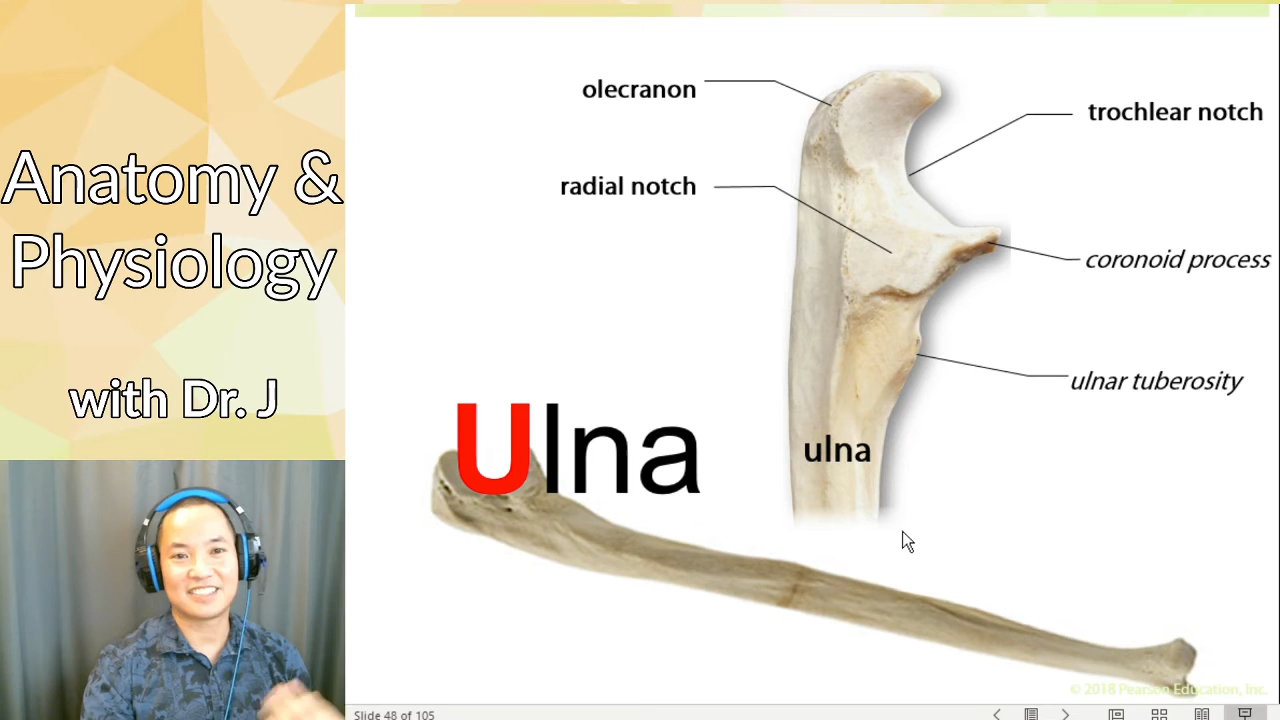 Anatomy &
Physiology
with Dr. J
olecranon
trochlear notch
radial notch
coronoid process
ulnar tuberosity
Ulna
ulna
© 2018 Pearson Education, Inc.
Slide 48 of 105